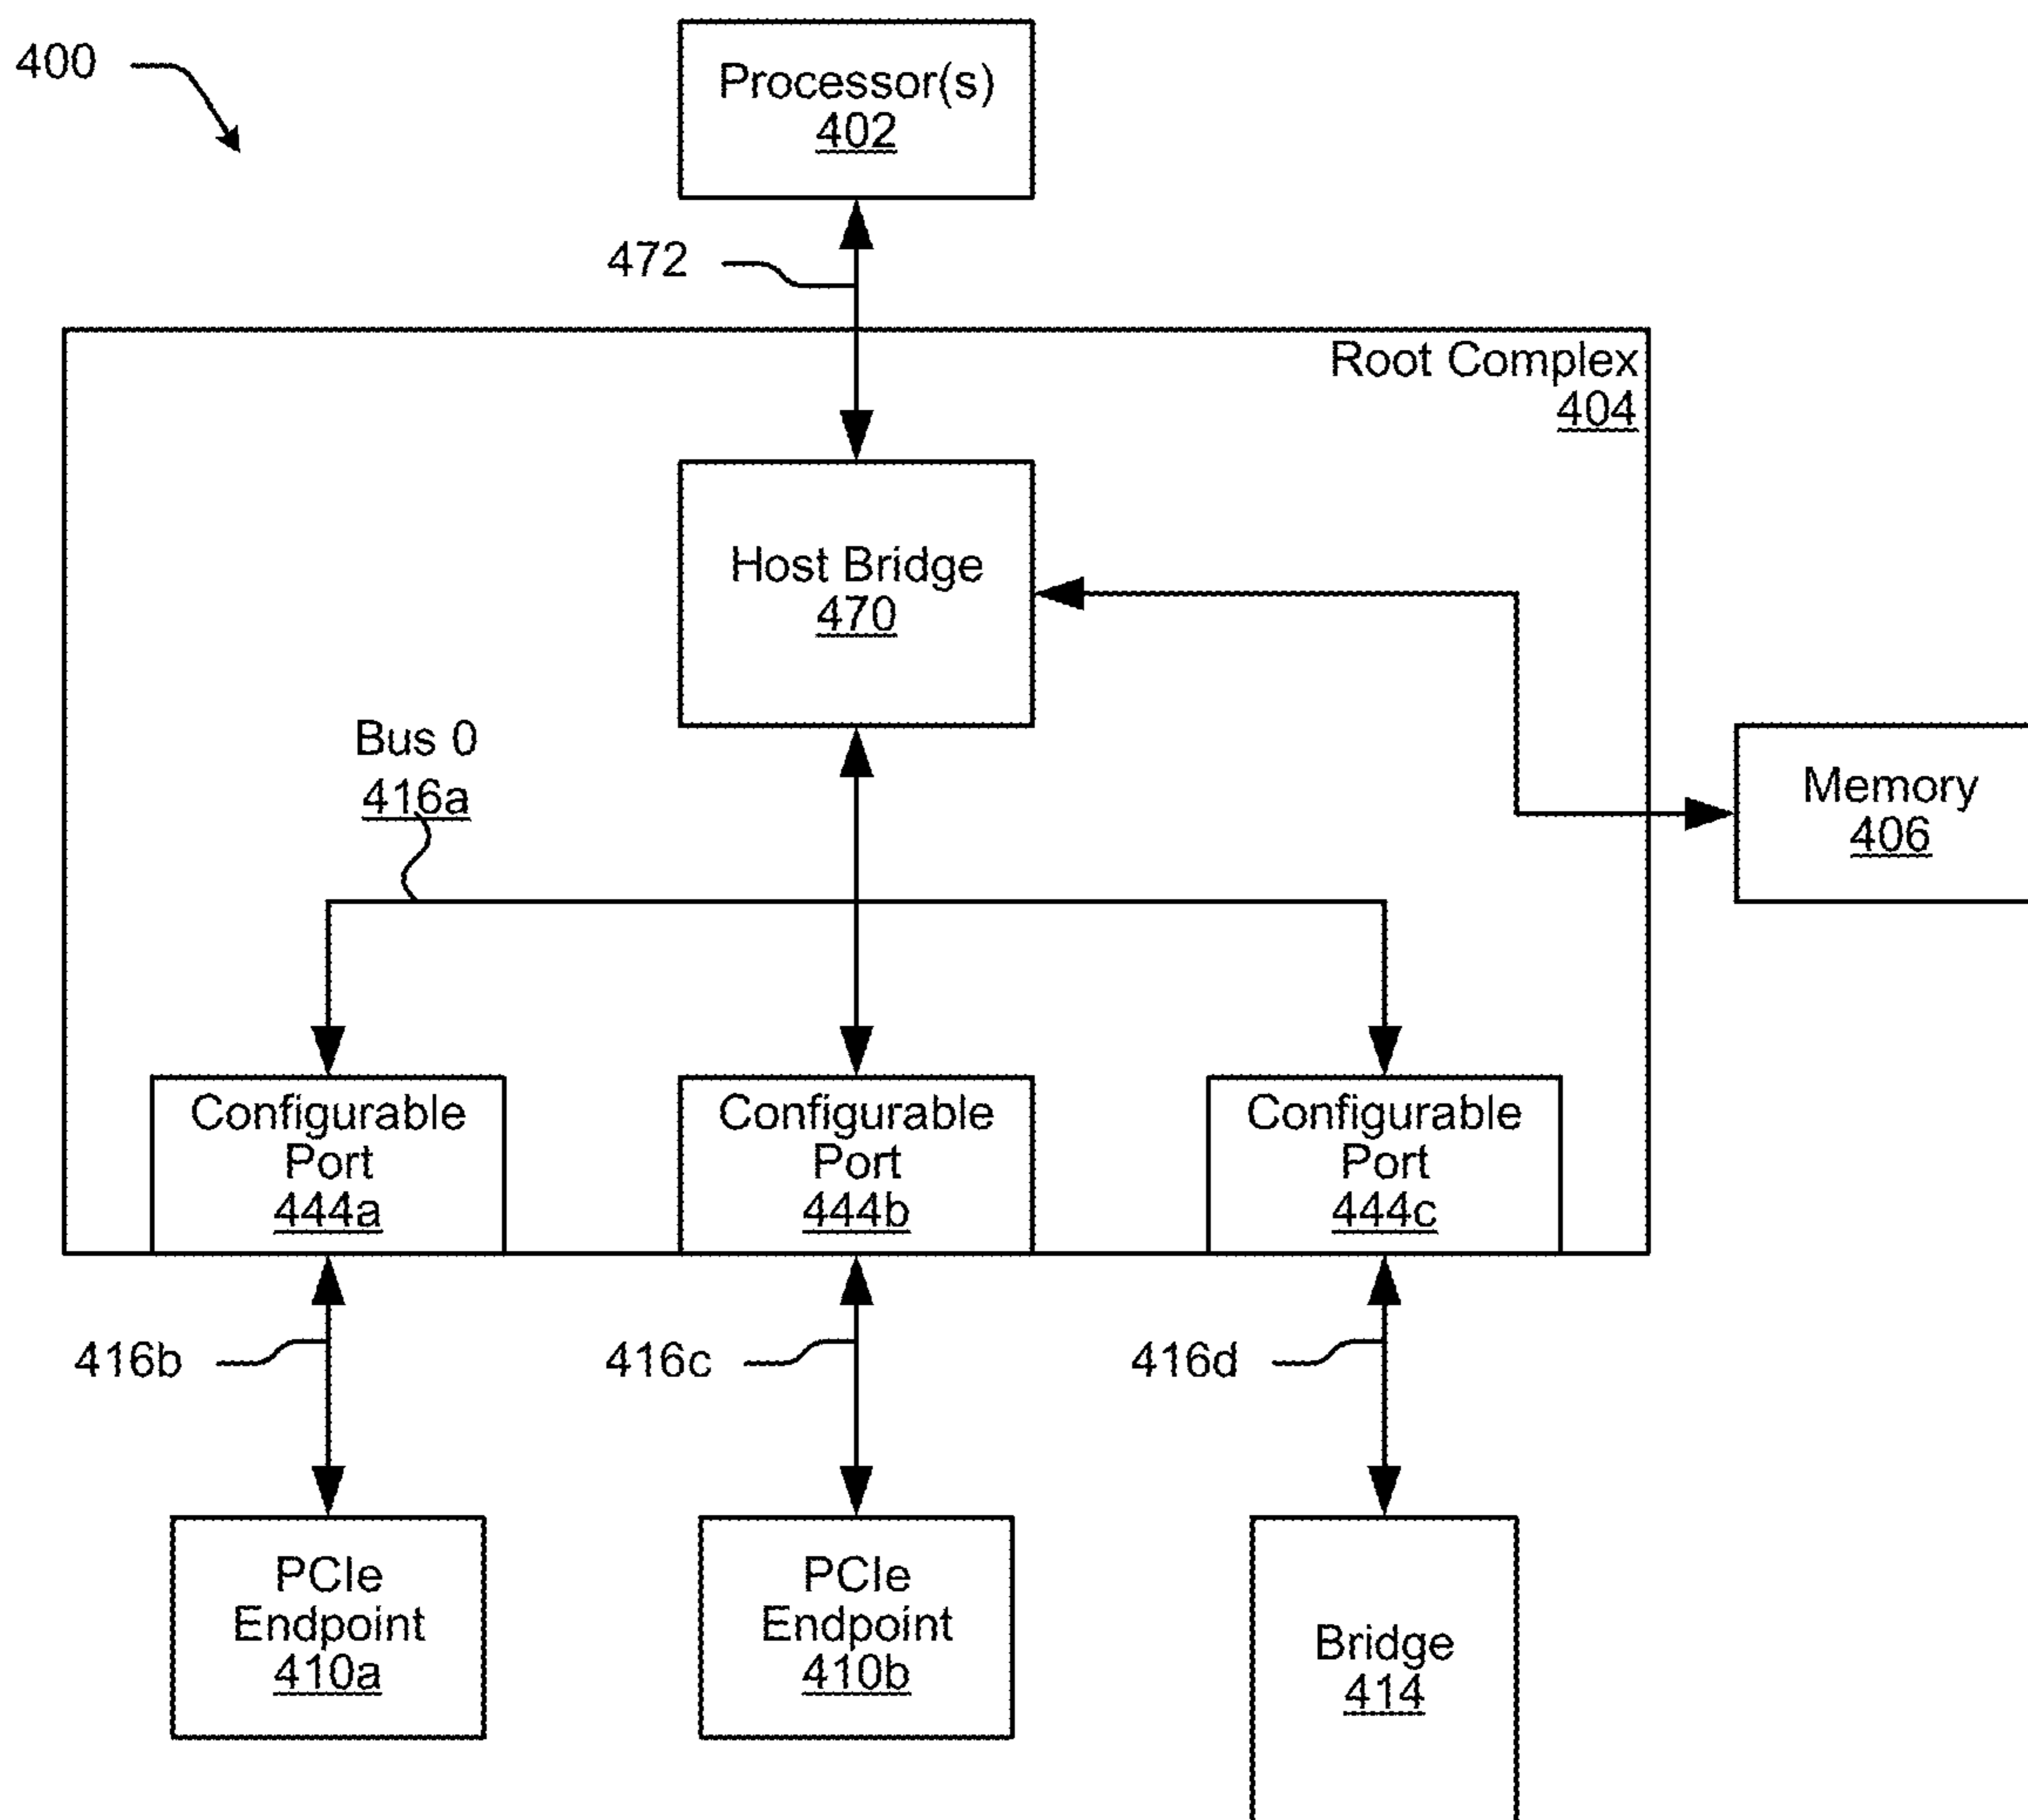 400
Processor(s)
402
472
Root Complex
404
Host Bridge
470
Bus 0
416a
Memory
406
Configurable
Port
444a
Configurable
Port
444b
Configurable
Port
444c
416b
416c
416d
PCIe
Endpoint
410a
PCIe
Endpoint
410b
Bridge
414